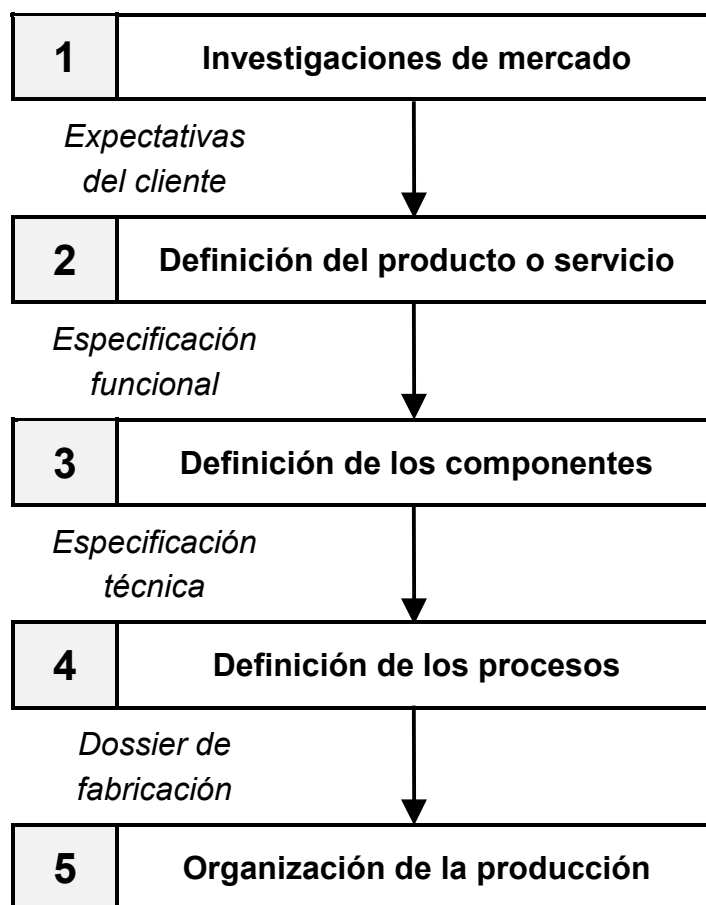 1 Investigaciones de mercado
Expectativas
del cliente
2 Definición del producto o servicio
Especificación
funcional
3 Definición de los componentes
Especificación
técnica
4 Definición de los procesos
Dossier de
fabricación
5 Organización de la producción